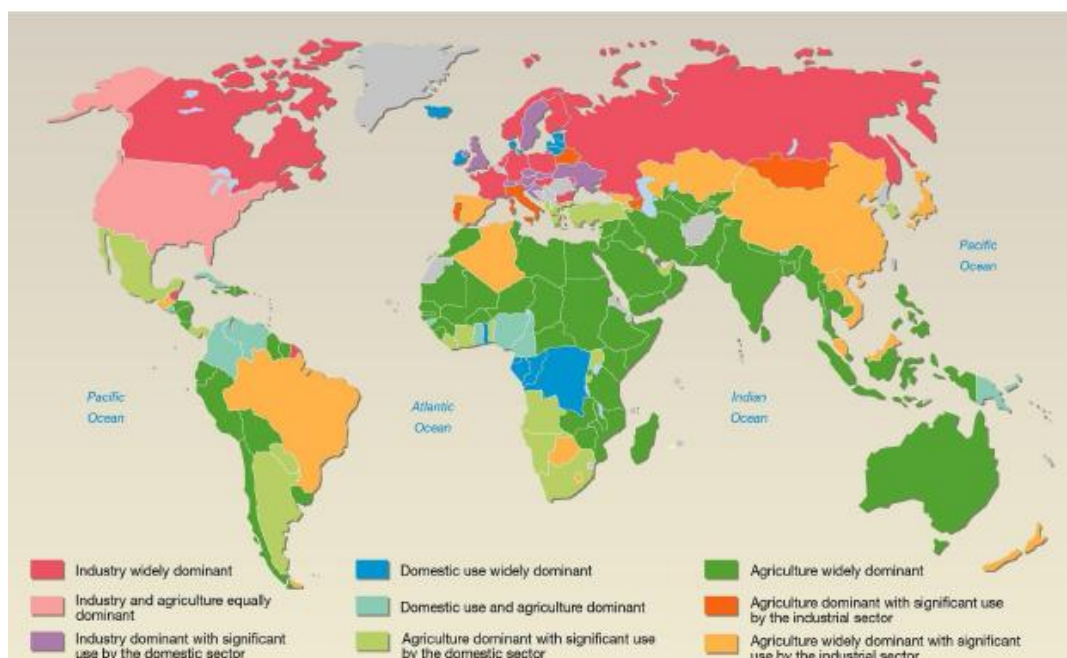 Pacific
Ocean
Pacific
Ocean
Atlantic
Ocean
Indian
Ocean
Industry widely dominant
Domestic use widely dominant
Agriculture widely dominant
Industry and agriculture equally
dominant
Domestic use and agriculture dominant
Agriculture dominant with significant use
by the industrial sector
Industry dominant with significant
use by the domestic sector
Agriculture dominant with significant use
by the domestic sector
Agriculture widely dominant with significant
use by the industrial sector